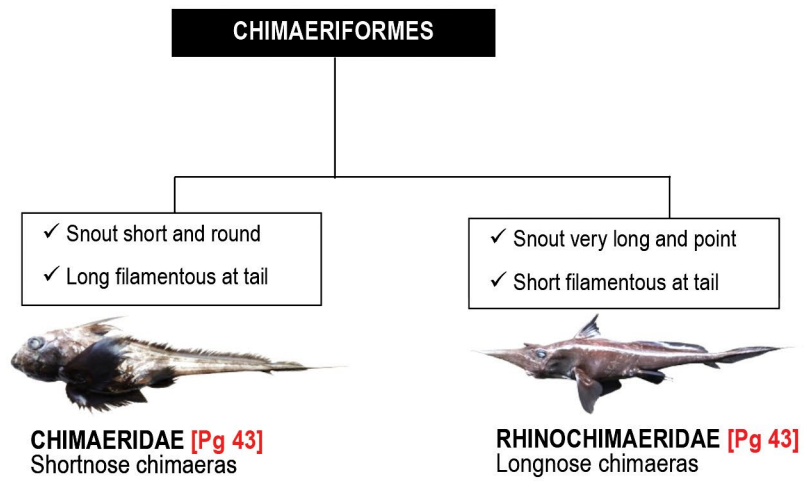 CHIMAERIFORMES
✓ Snout short and round
✓ Long filamentous at tail
✓ Snout very long and point
✓ Short filamentous at tail
CHIMAERIDAE [Pg 43]
Shortnose chimaeras
RHINOCHIMAERIDAE [Pg 43]
Longnose chimaeras